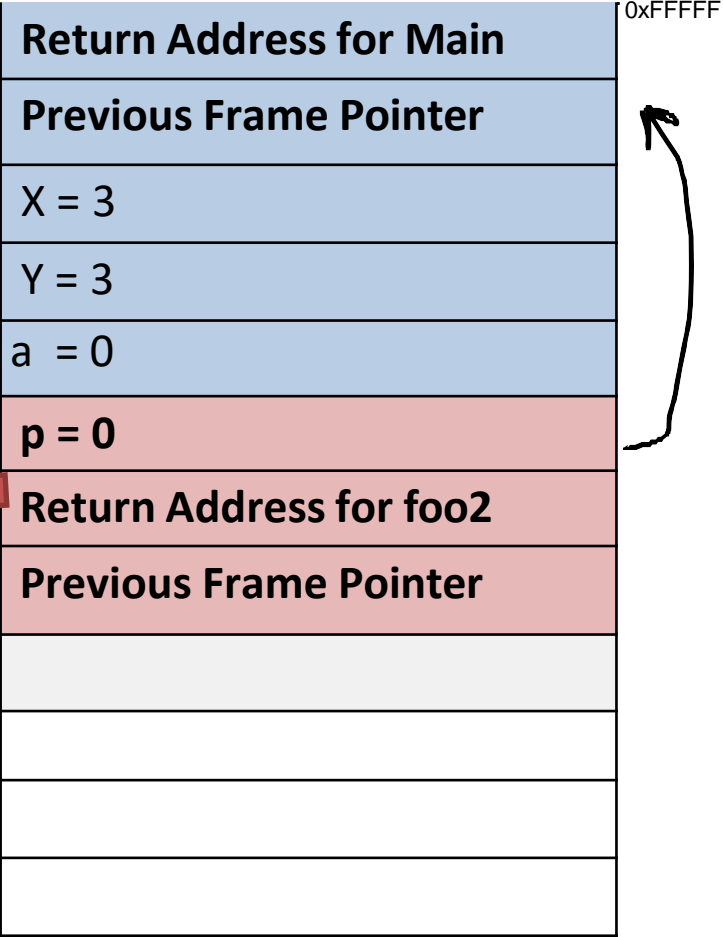 0xFFFFF
Return Address for Main
Previous Frame Pointer
X = 3
Y = 3
a = 0
p = 0
Return Address for foo2
Previous Frame Pointer